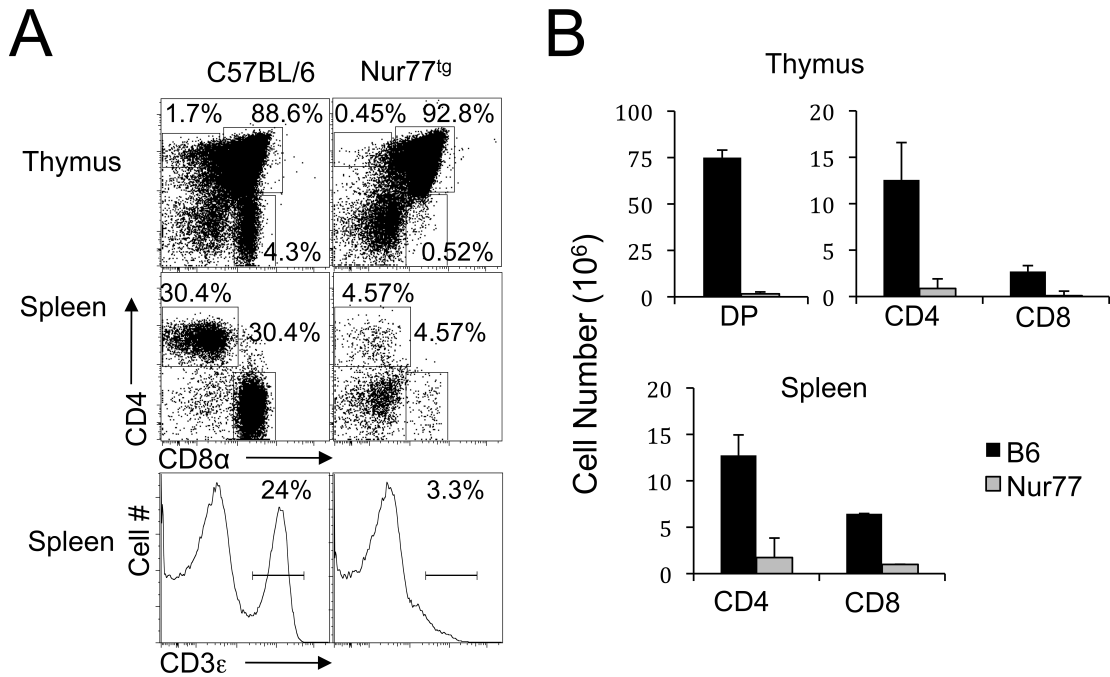 A
C57BL/6 Nur77tg
Thymus
1.7% 88.6% 0.45% 92.8%
4.3% 0.52%
Spleen
30.4% 4.57%
30.4% 4.57%
CD4
CD8α
Spleen
Cell #
24% 3.3%
CD3ε
B
Cell Number (106)
Thymus
100
75
50
25
0
DP
20
15
10
5
0
CD4 CD8
Spleen
20
15
10
5
0
CD4 CD8
B6
Nur77